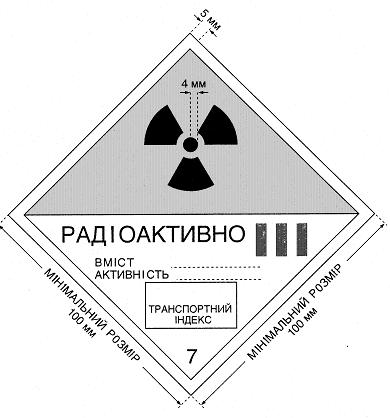 5 мм
4 мм
РАДІОАКТИВНО III
ВМІСТ
АКТИВНІСТЬ
ТРАНСПОРТНИЙ
ІНДЕКС
7
МІНІМАЛЬНИЙ РОЗМІР
100 мм
МІНІМАЛЬНИЙ РОЗМІР
100 мм